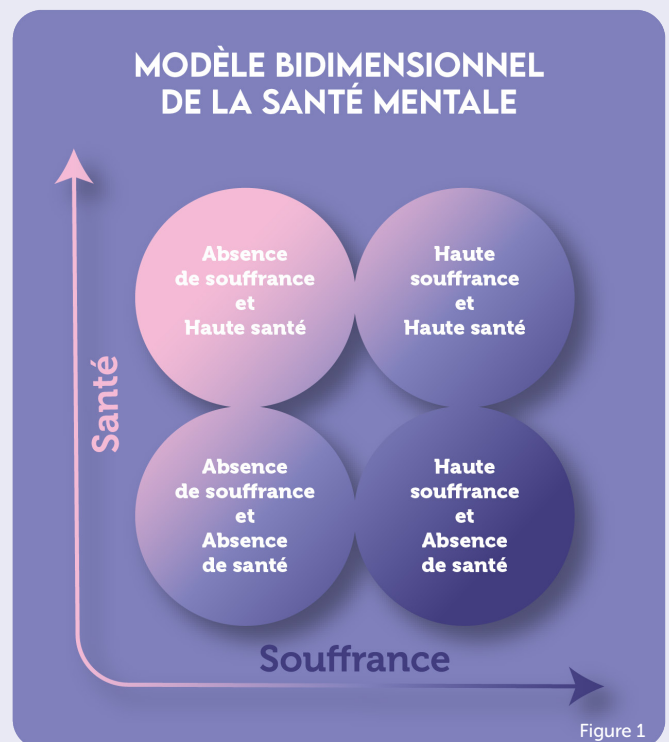 MODÈLE BIDIMENSIONNEL
DE LA SANTÉ MENTALE
Absence
de souffrance
et
Haute santé
Haute
souffrance
et
Haute santé
Santé
Absence
de souffrance
et
Absence
de santé
Haute
souffrance
et
Absence
de santé
Souffrance
Figure 1